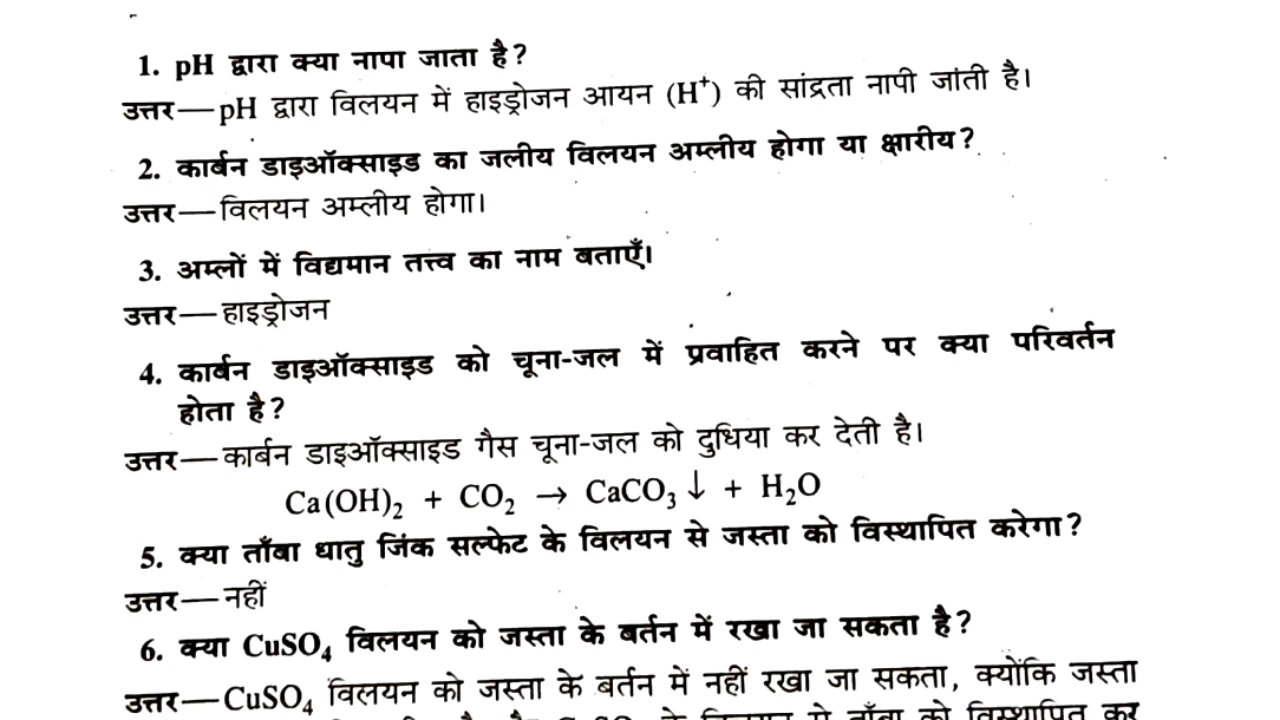 1. pH द्वारा क्या नापा जाता है?
उत्तर—pH द्वारा विलयन में हाइड्रोजन आयन (H⁺) की सांद्रता नापी जाती है।
2. कार्बन डाइऑक्साइड का जलीय विलयन अम्लीय होगा या क्षारीय?
उत्तर—विलयन अम्लीय होगा।
3. अम्लों में विद्यमान तत्त्व का नाम बताएँ।
उत्तर—हाइड्रोजन
4. कार्बन डाइऑक्साइड को चूना-जल में प्रवाहित करने पर क्या परिवर्तन
होता है?
उत्तर—कार्बन डाइऑक्साइड गैस चूना-जल को दुधिया कर देती है।
Ca(OH)₂ + CO₂ → CaCO₃↓ + H₂O
5. क्या ताँबा धातु जिंक सल्फेट के विलयन से जस्ता को विस्थापित करेगा?
उत्तर—नहीं
6. क्या CuSO₄ विलयन को जस्ता के बर्तन में रखा जा सकता है?
उत्तर—CuSO₄ विलयन को जस्ता के बर्तन में नहीं रखा जा सकता, क्योंकि जस्ता
के विलयन से ताँबा को विस्थापित कर